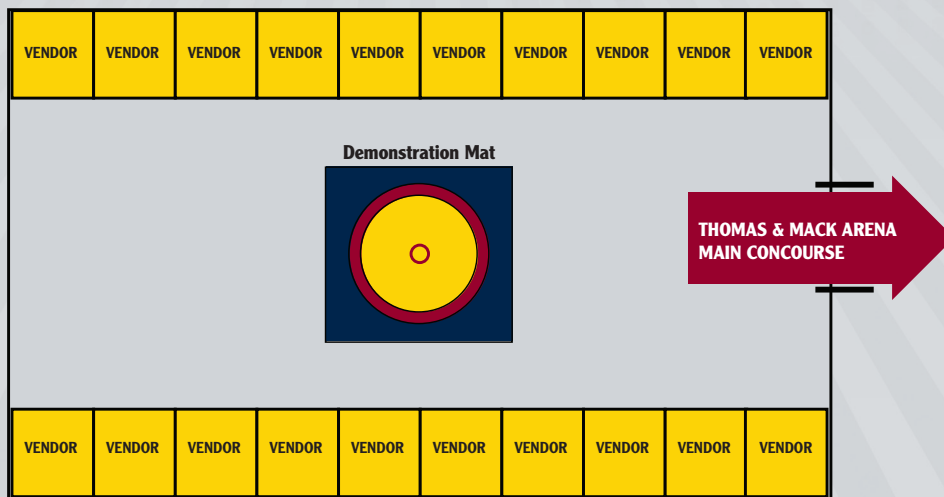 VENDOR VENDOR VENDOR VENDOR VENDOR VENDOR VENDOR VENDOR VENDOR VENDOR
Demonstration Mat
THOMAS & MACK ARENA
MAIN CONCOURSE
VENDOR VENDOR VENDOR VENDOR VENDOR VENDOR VENDOR VENDOR VENDOR VENDOR